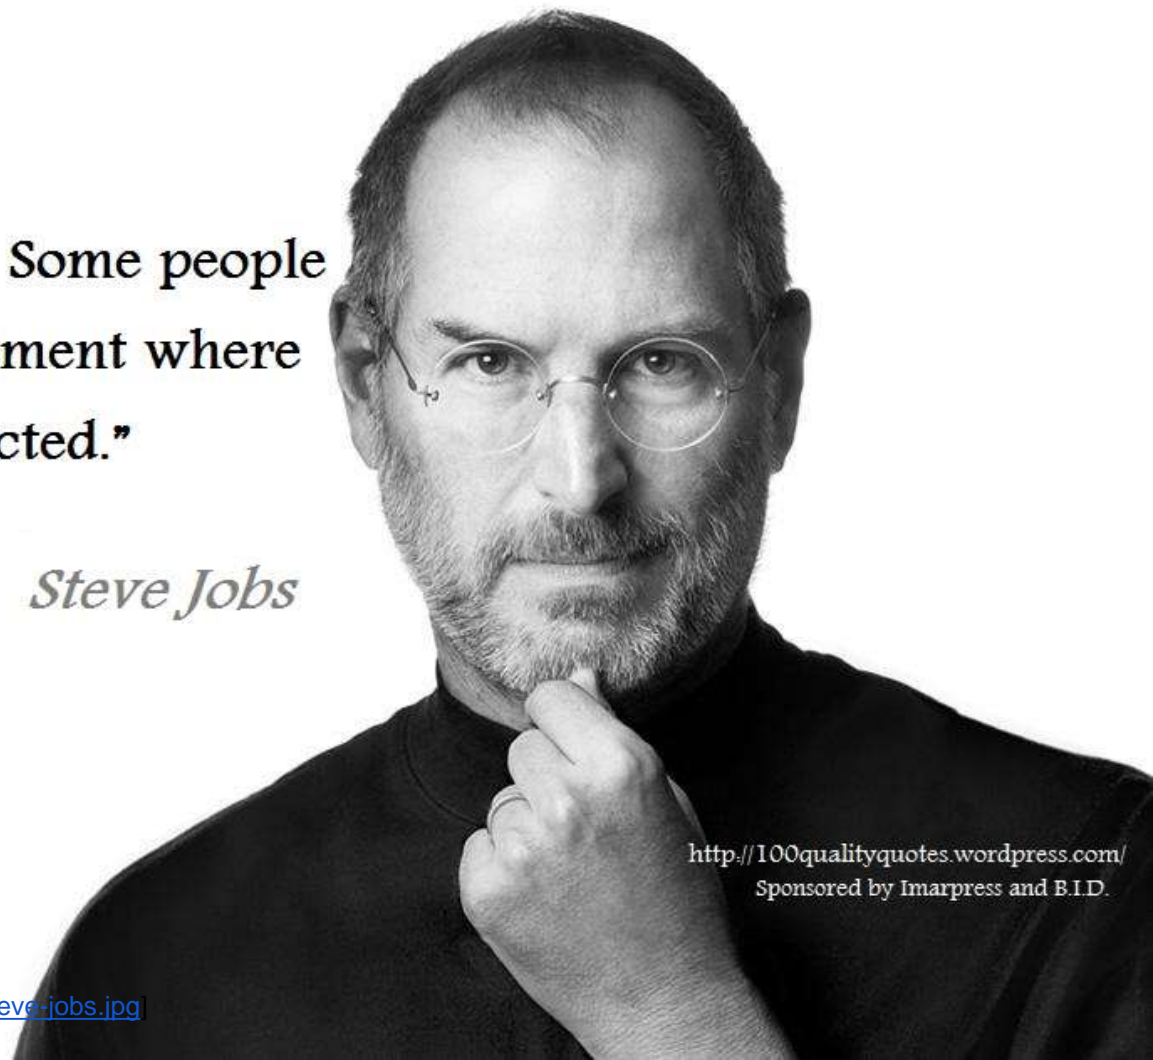 Some people
ment where
cted.”
Steve Jobs
http://100qualityquotes.wordpress.com/
Sponsored by Imarpress and B.I.D.
eve-jobs.jpg]